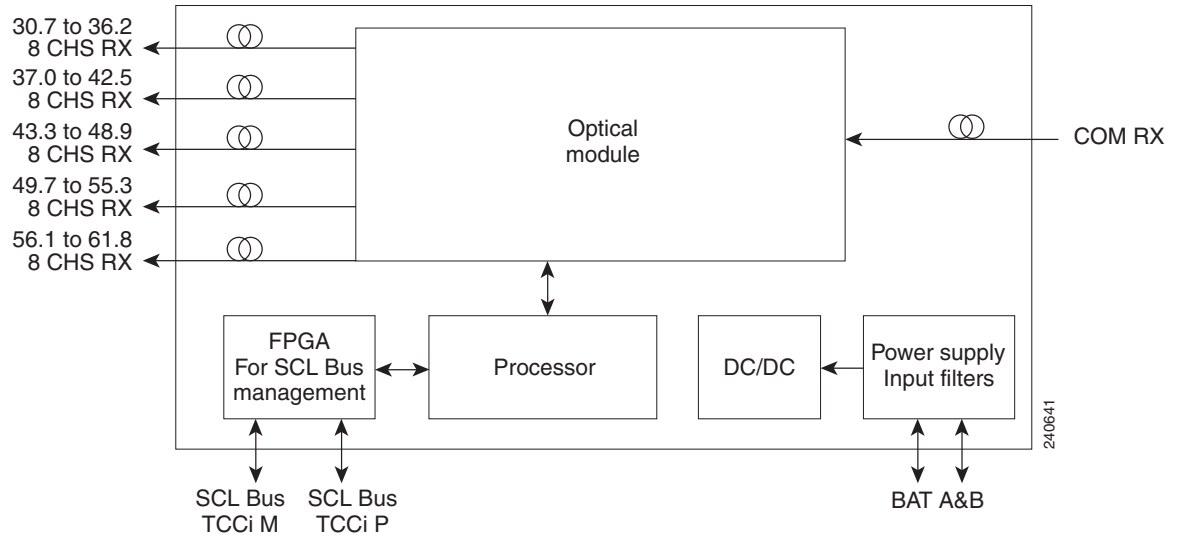 30.7 to 36.2
8 CHS RX
37.0 to 42.5
8 CHS RX
43.3 to 48.9
8 CHS RX
49.7 to 55.3
8 CHS RX
56.1 to 61.8
8 CHS RX
Optical
module
COM RX
FPGA
For SCL Bus
management
Processor
DC/DC
Power supply
Input filters
240641
SCL Bus
TCCi M
SCL Bus
TCCi P
BAT A&B